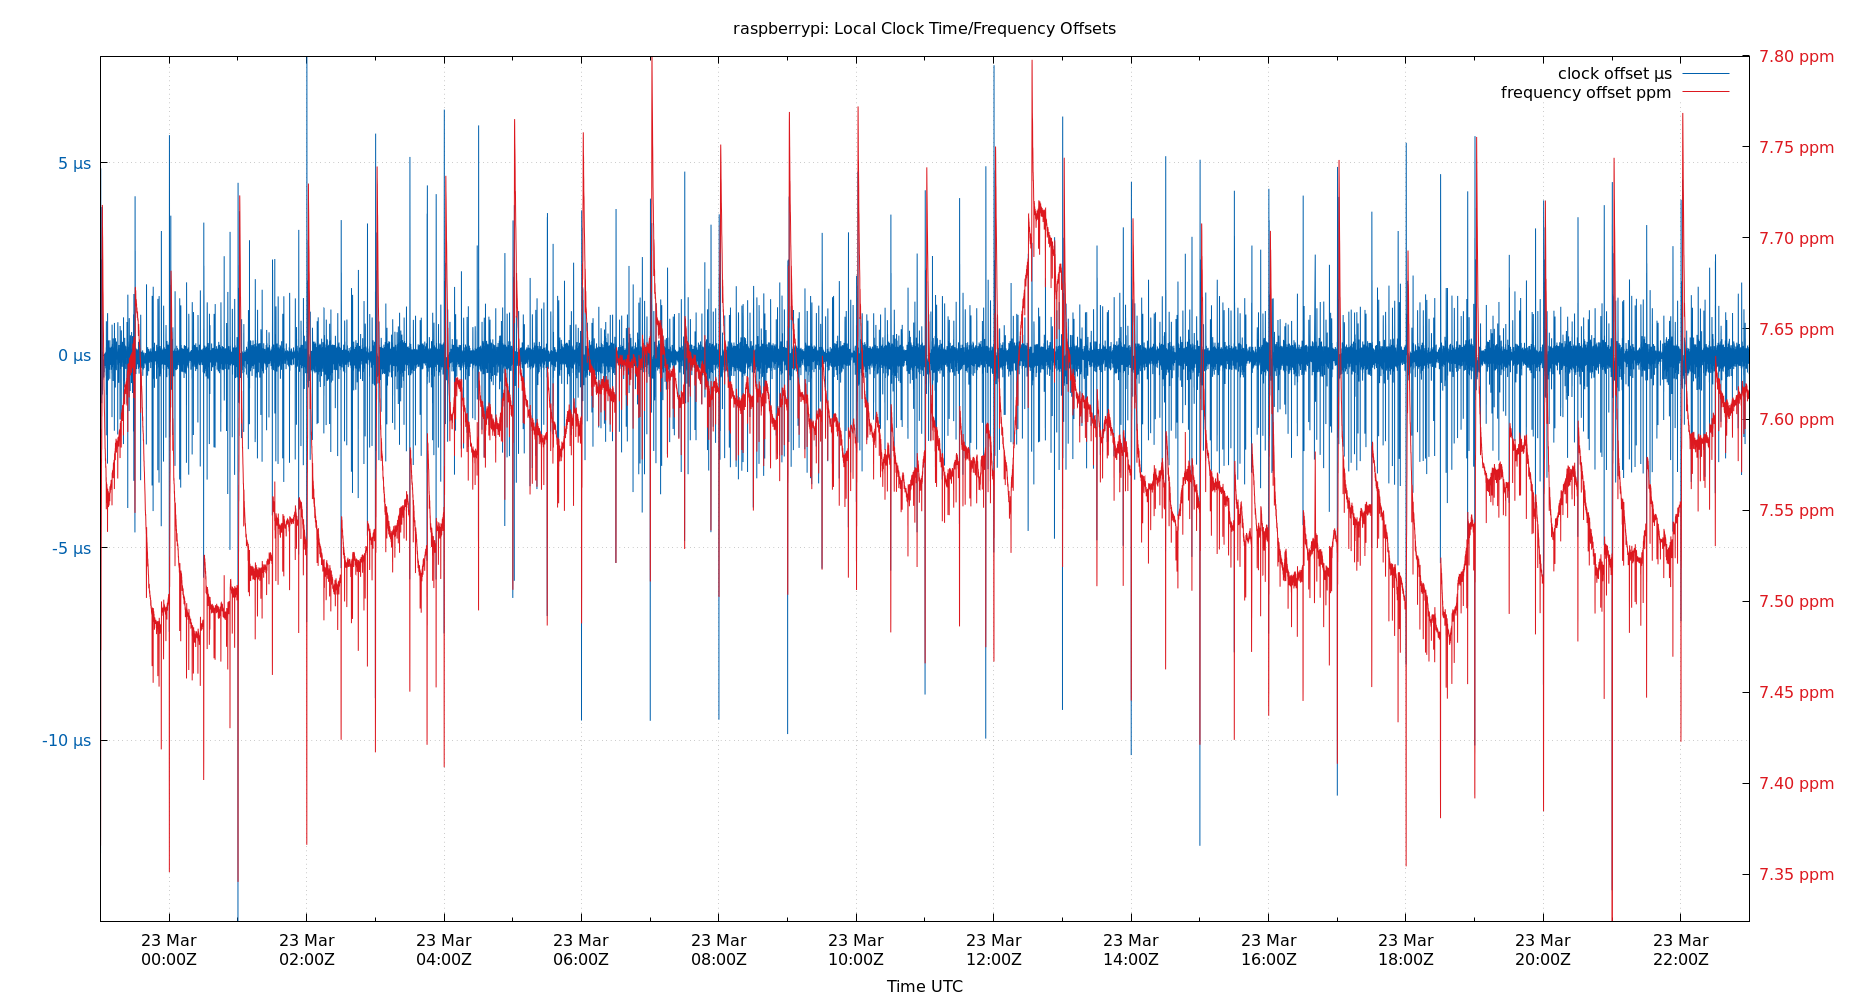 raspberrypi: Local Clock Time/Frequency Offsets
clock offset µs
frequency offset ppm
5 µs
0 µs
-5 µs
-10 µs
7.80 ppm
7.75 ppm
7.70 ppm
7.65 ppm
7.60 ppm
7.55 ppm
7.50 ppm
7.45 ppm
7.40 ppm
7.35 ppm
23 Mar 23 Mar 23 Mar 23 Mar 23 Mar 23 Mar 23 Mar 23 Mar 23 Mar 23 Mar 23 Mar 23 Mar
00:00Z 02:00Z 04:00Z 06:00Z 08:00Z 10:00Z 12:00Z 14:00Z 16:00Z 18:00Z 20:00Z 22:00Z
Time UTC